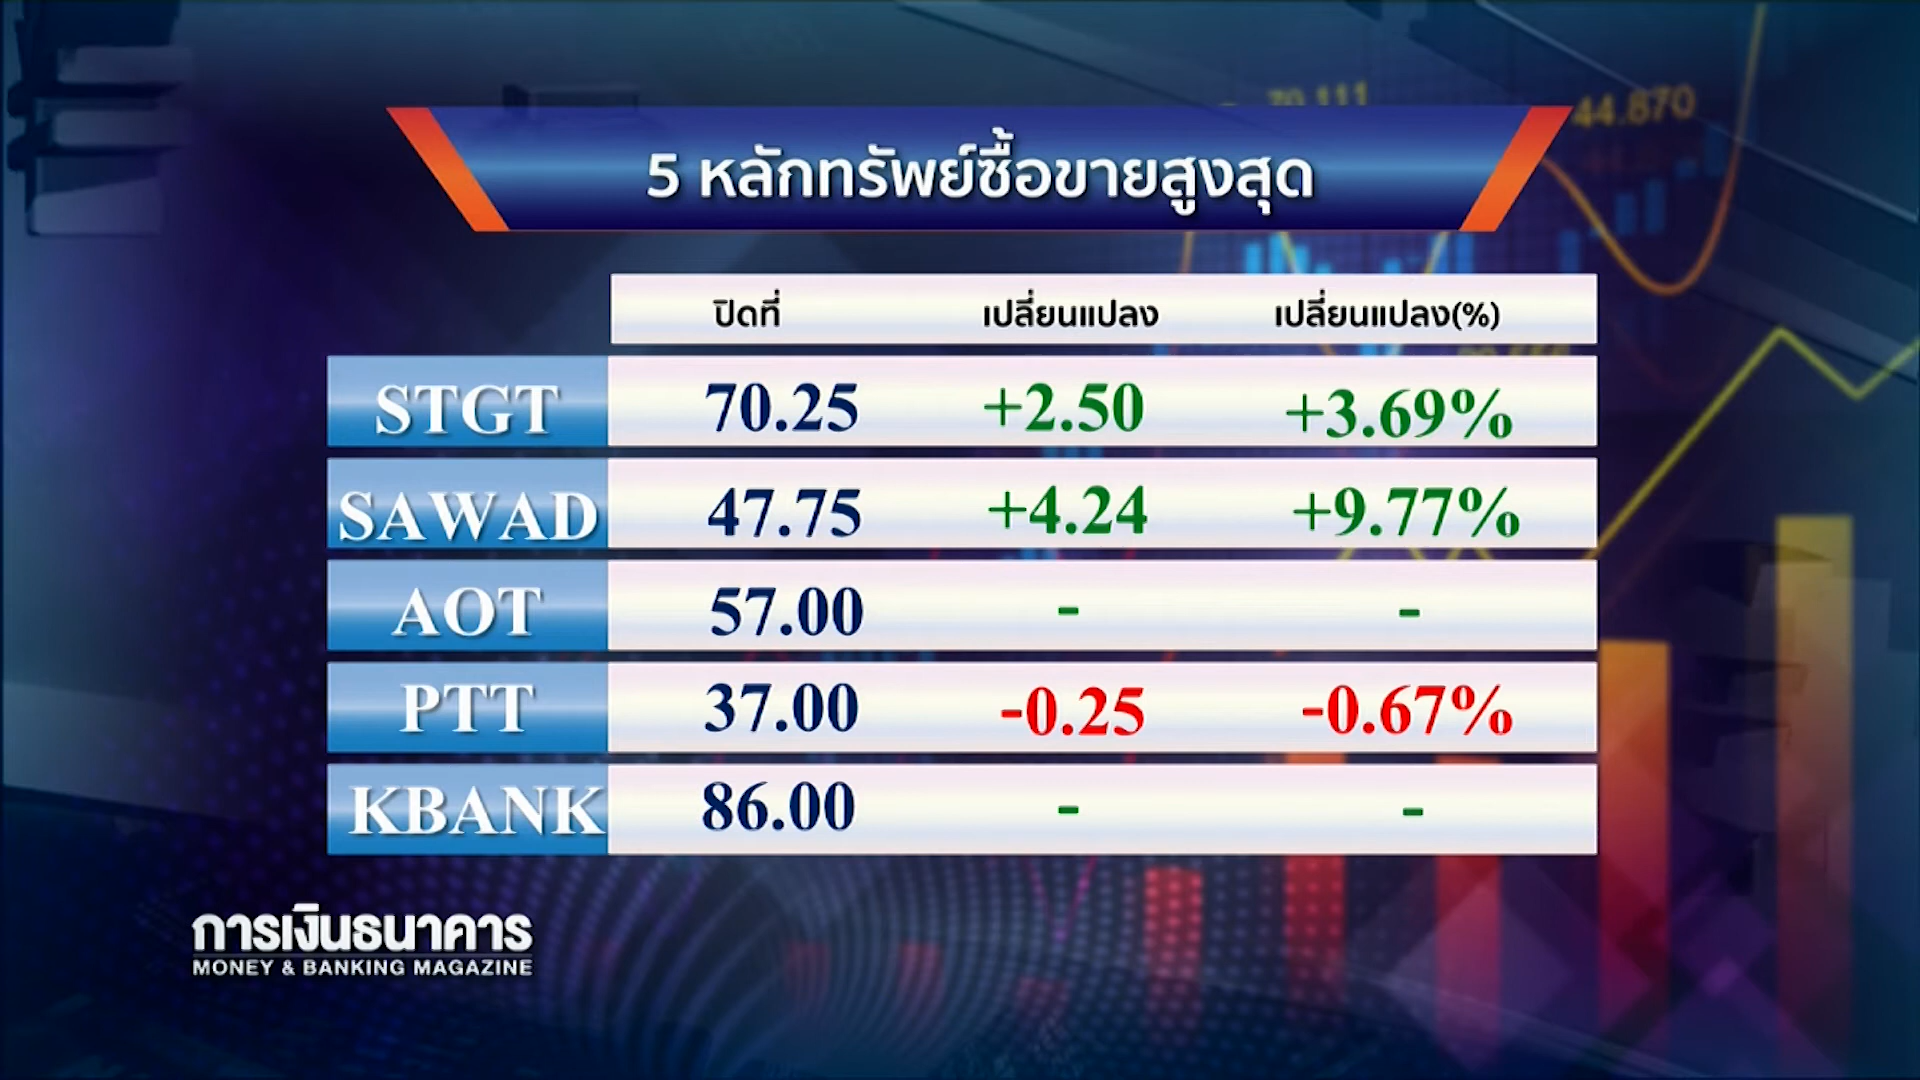 70.111
44.870
5 หลักทรัพย์ซื้อขายสูงสุด
ปิดที่ เปลี่ยนแปลง เปลี่ยนแปลง(%)
STGT 70.25 +2.50 +3.69%
SAWAD 47.75 +4.24 +9.77%
AOT 57.00 - -
PTT 37.00 -0.25 -0.67%
KBANK 86.00 - -
การเงินธนาคาร
MONEY & BANKING MAGAZINE